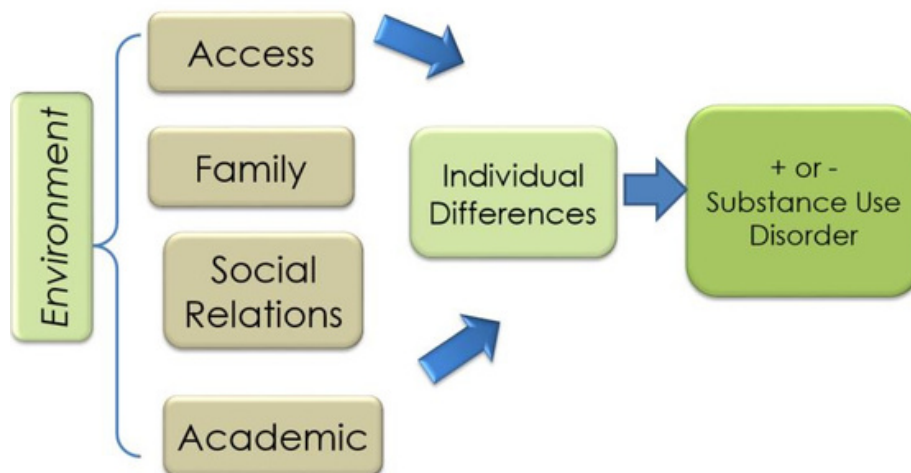 Environment
Access
Family
Social
Relations
Academic
Individual
Differences
+ or -
Substance Use
Disorder